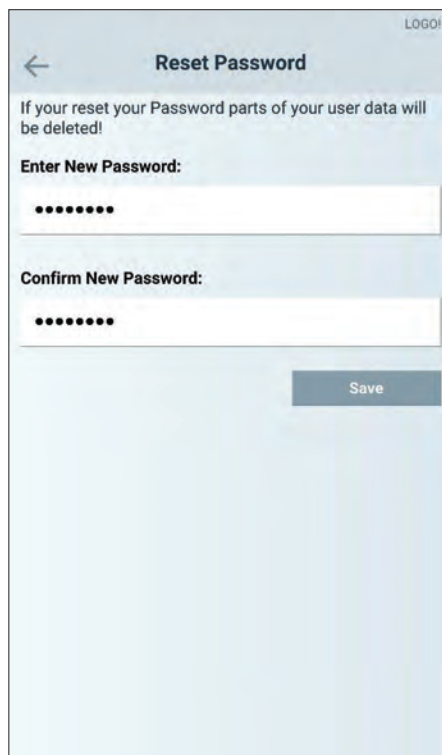 LOGO!
Reset Password
If your reset your Password parts of your user data will
be deleted!
Enter New Password:
••••••••
Confirm New Password:
••••••••
Save